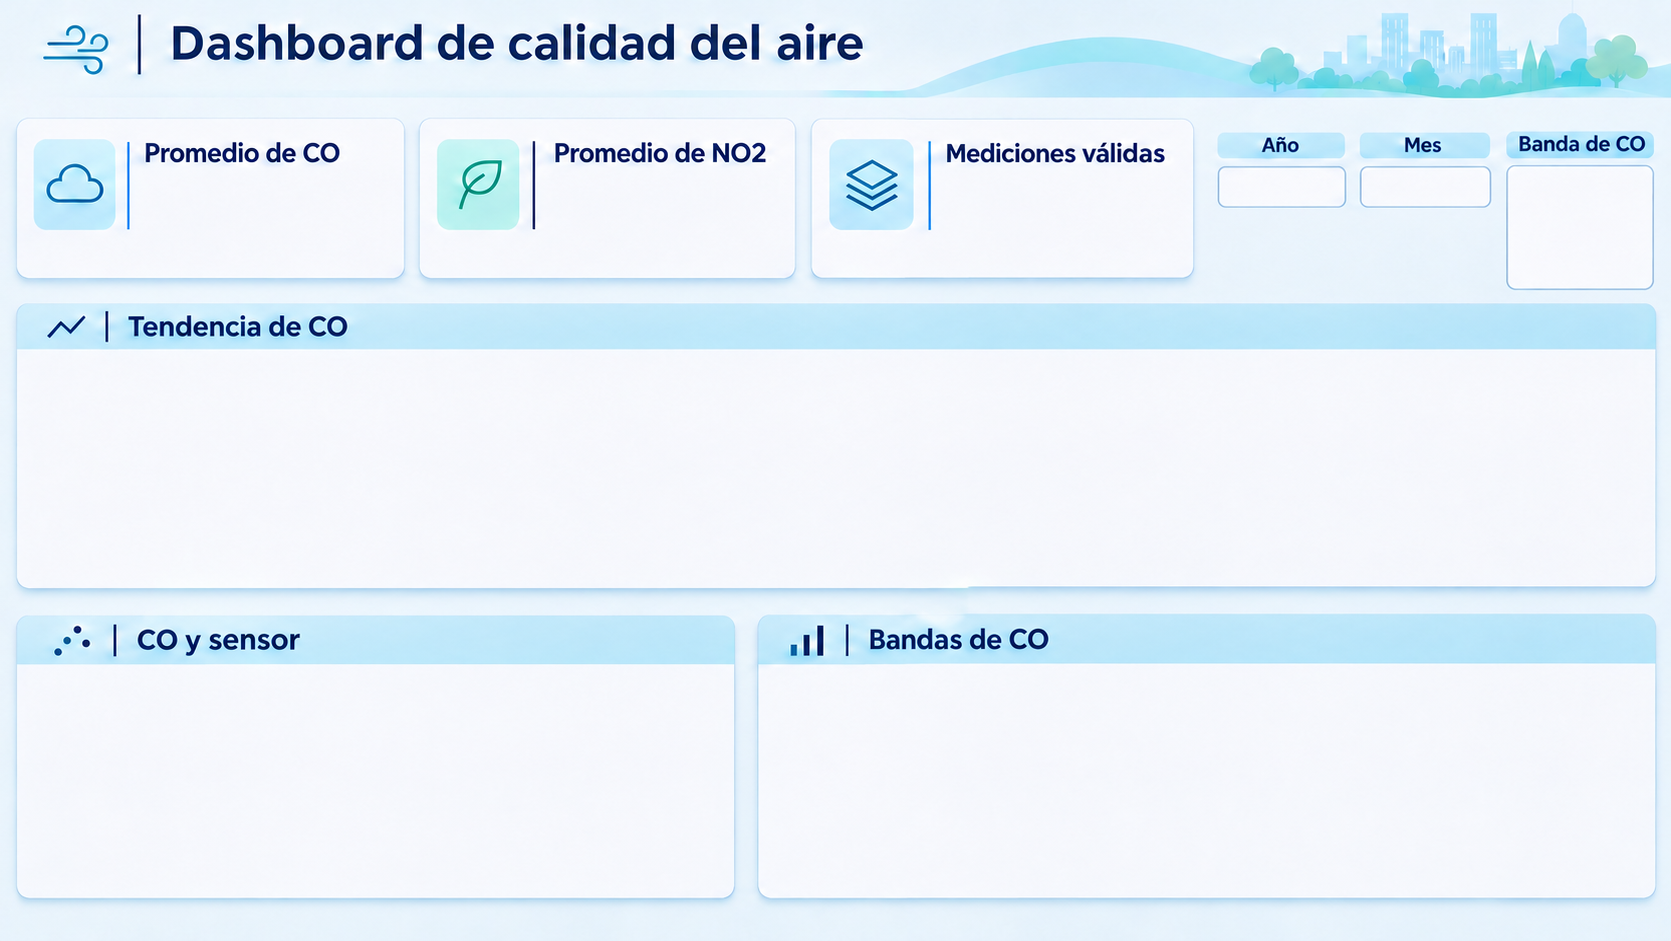 Dashboard de calidad del aire
Promedio de CO
Promedio de NO2
Mediciones válidas
Año
Mes
Banda de CO
Tendencia de CO
CO y sensor
Bandas de CO